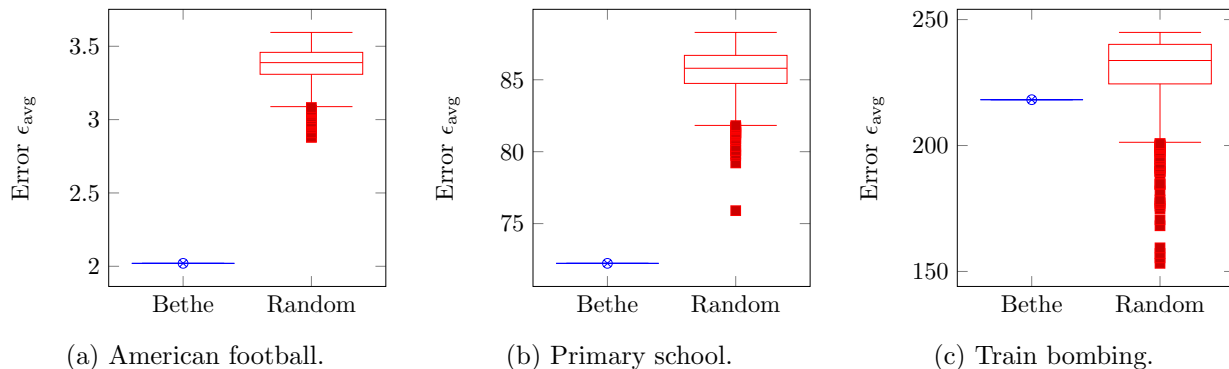 3.5
3
2.5
2
Error ϵavg
Bethe
Random
(a) American football.
85
80
75
Error ϵavg
Bethe
Random
(b) Primary school.
250
200
150
Error ϵavg
Bethe
Random
(c) Train bombing.